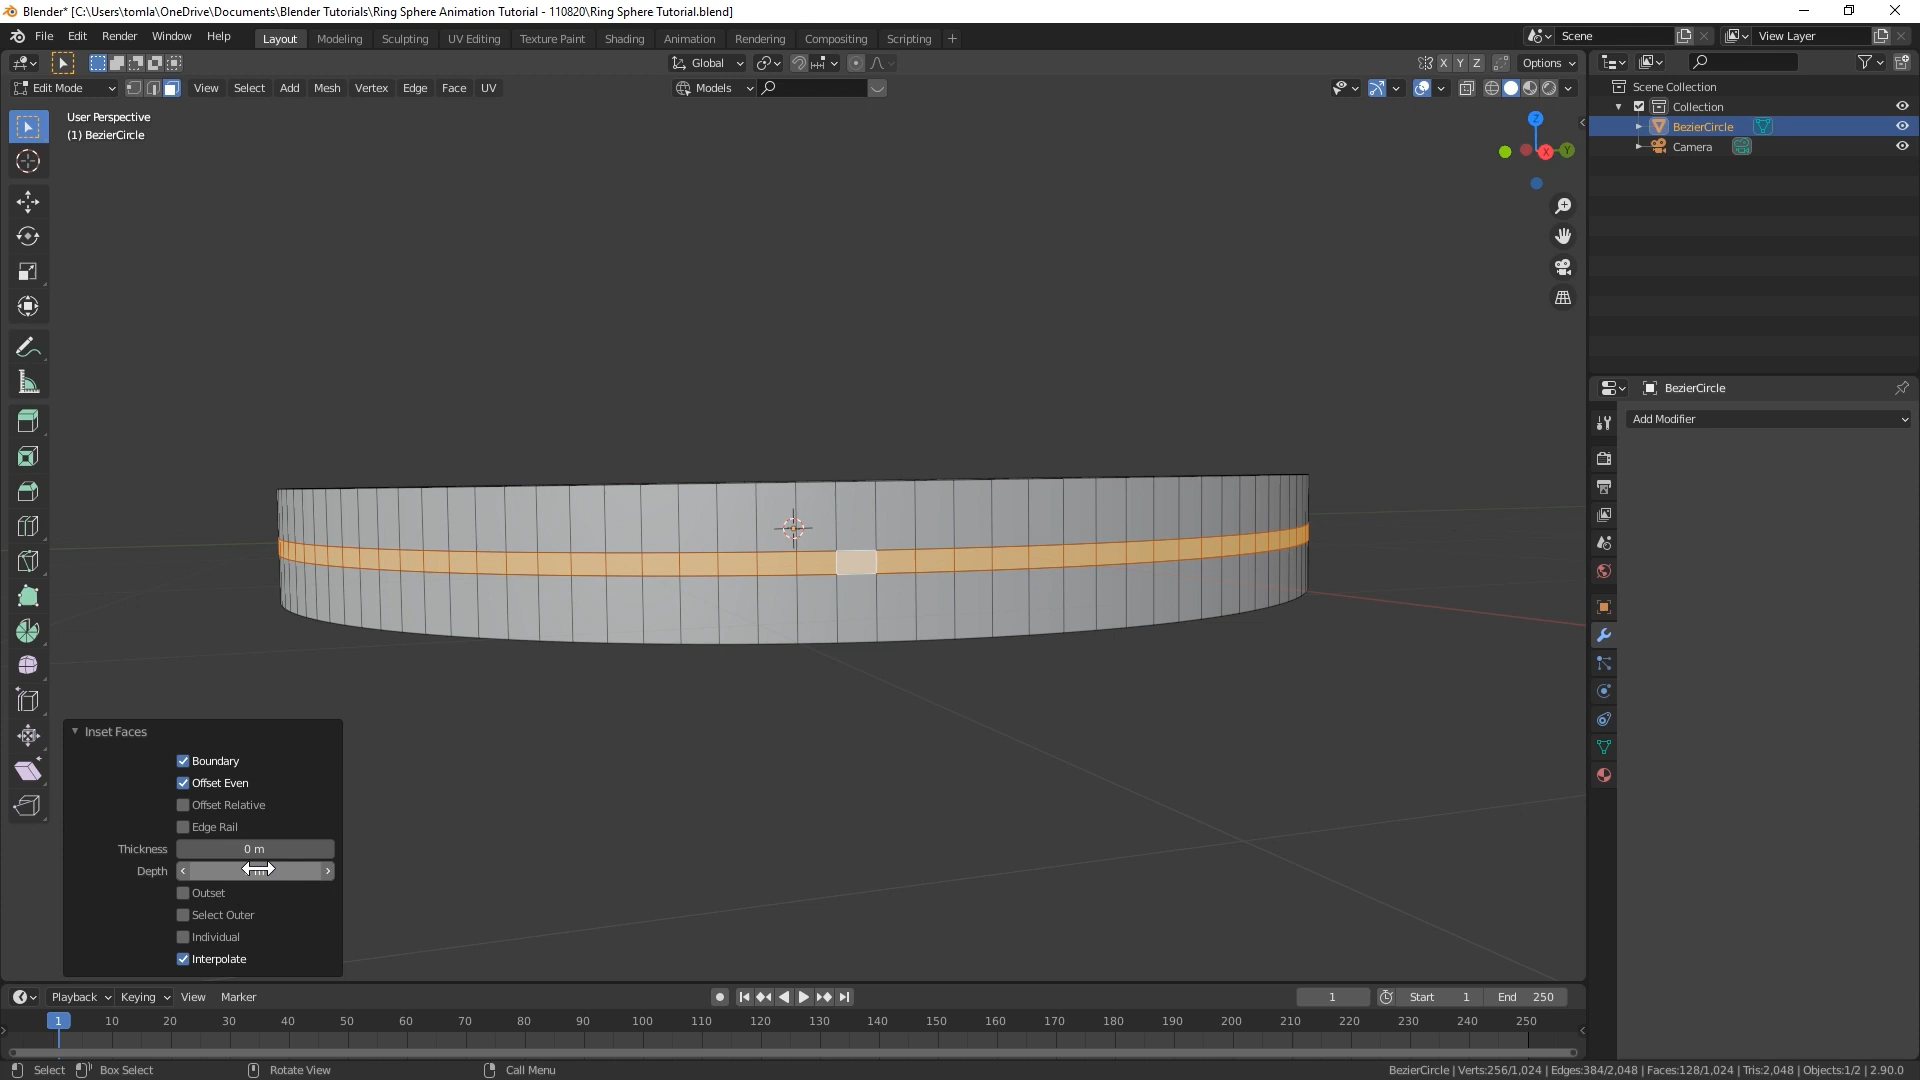 Blender* [C:\Users\tomla\OneDrive\Documents\Blender Tutorials\Ring Sphere Animation Tutorial - 110820\Ring Sphere Tutorial.blend]
File Edit Render Window Help Layout Modeling Sculpting UV Editing Texture Paint Shading Animation Rendering Compositing Scripting + Scene View Layer
Global X Y Z Options
Edit Mode View Select Add Mesh Vertex Edge Face UV Models
Scene Collection
Collection
BezierCircle
Camera
User Perspective
(1) BezierCircle
Z
X Y
BezierCircle
Add Modifier
Inset Faces
Boundary
Offset Even
Offset Relative
Edge Rail
Thickness 0 m
Depth
Outset
Select Outer
Individual
Interpolate
Playback Keying View Marker 1 Start 1 End 250
1 10 20 30 40 50 60 70 80 90 100 110 120 130 140 150 160 170 180 190 200 210 220 230 240 250
Select Box Select Rotate View Call Menu BezierCircle | Verts:256/1,024 | Edges:384/2,048 | Faces:128/1,024 | Tris:2,048 | Objects:1/2 | 2.90.0